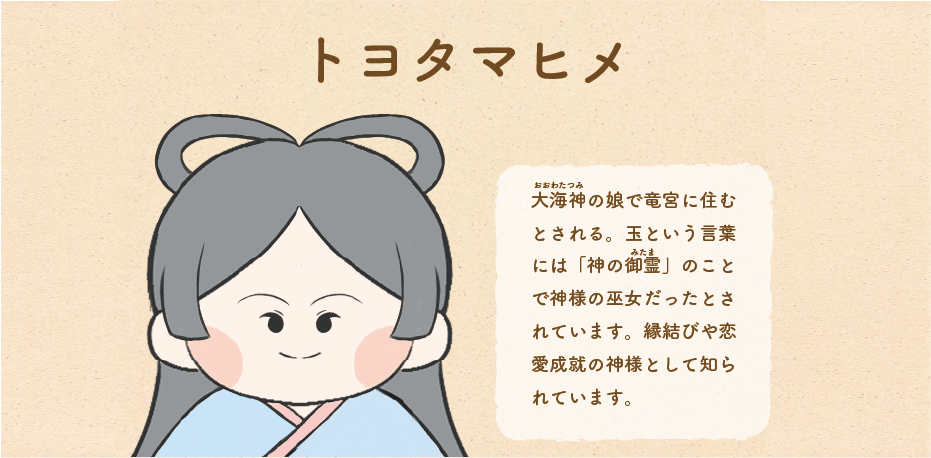 トヨタマヒメ
おおわたつみ
大海神の娘で竜宮に住む
とされる。玉という言葉
みたま
には「神の御霊」のこと
で神様の巫女だったとさ
れています。縁結びや恋
愛成就の神様として知ら
れています。